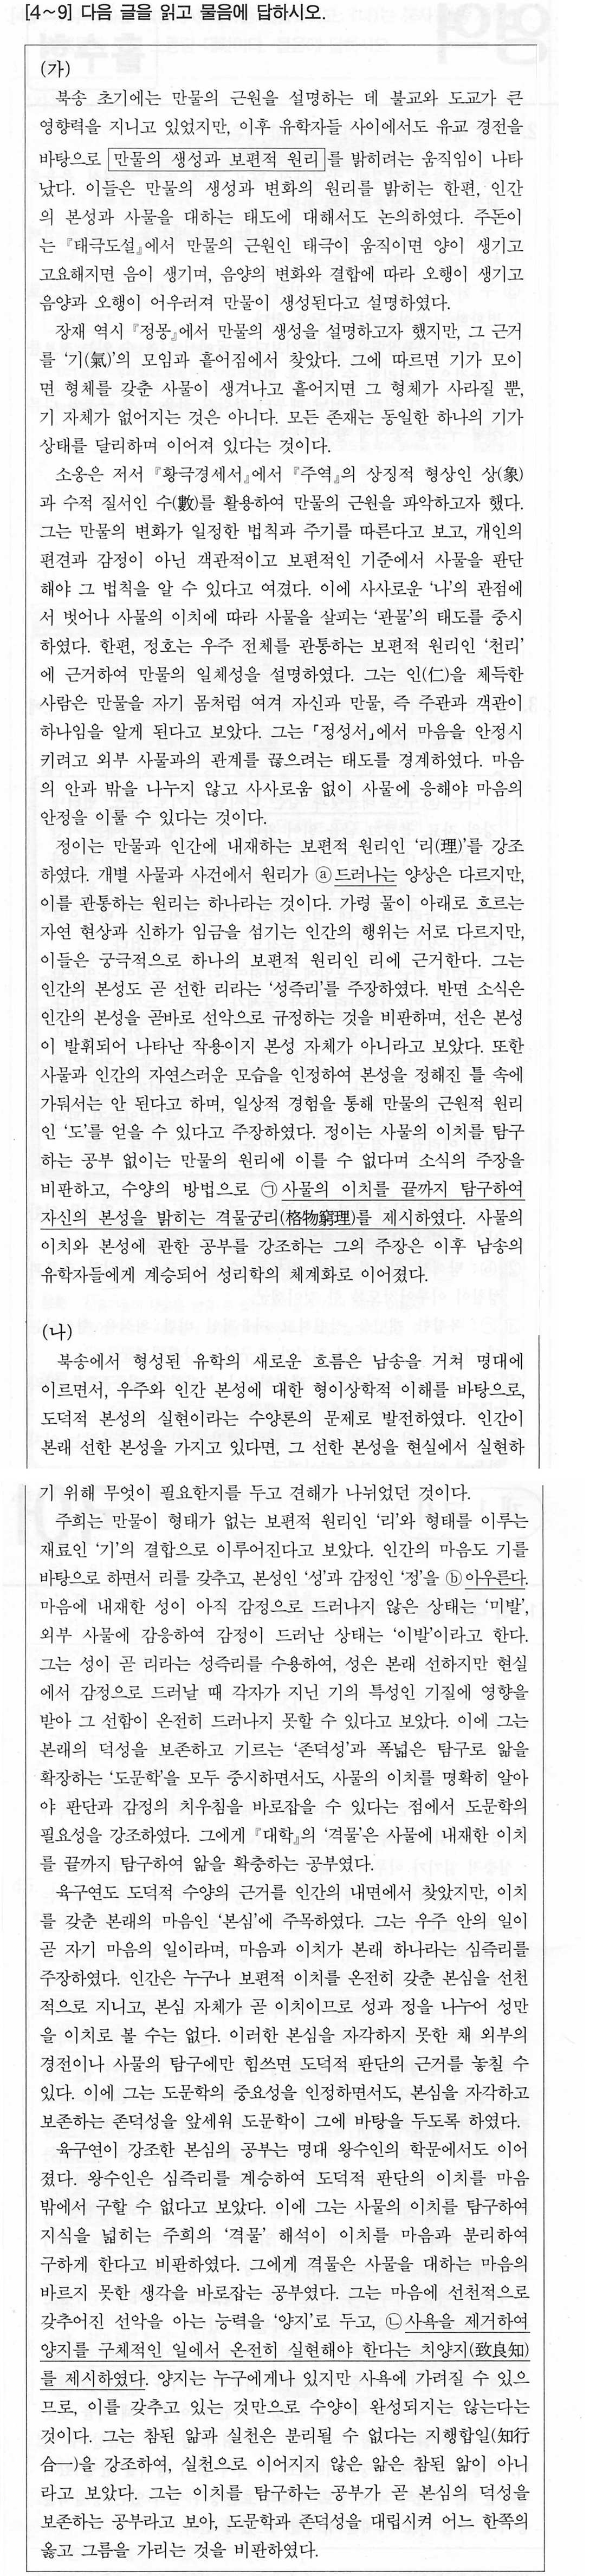 [4~9] 다음 글을 읽고 물음에 답하시오.
(가)
북송 초기에는 만물의 근원을 설명하는 데 불교와 도교가 큰
영향력을 지니고 있었지만, 이후 유학자들 사이에서도 유교 경전을
바탕으로 만물의 생성과 보편적 원리를 밝히려는 움직임이 나타
났다. 이들은 만물의 생성과 변화의 원리를 밝히는 한편, 인간
의 본성과 사물을 대하는 태도에 대해서도 논의하였다. 주돈이
는 『태극도설』에서 만물의 근원인 태극이 움직이면 양이 생기고
고요해지면 음이 생기며, 음양의 변화와 결합에 따라 오행이 생기고
음양과 오행이 어우러져 만물이 생성된다고 설명하였다.
장재 역시 『정몽』에서 만물의 생성을 설명하고자 했지만, 그 근거
를 ‘기(氣)’의 모임과 흩어짐에서 찾았다. 그에 따르면 기가 모이
면 형체를 갖춘 사물이 생겨나고 흩어지면 그 형체가 사라질 뿐,
기 자체가 없어지는 것은 아니다. 모든 존재는 동일한 하나의 기가
상태를 달리하며 이어져 있다는 것이다.
소옹은 저서 『황극경세서』에서 『주역』의 상징적 형상인 상(象)
과 수적 질서인 수(數)를 활용하여 만물의 근원을 파악하고자 했다.
그는 만물의 변화가 일정한 법칙과 주기를 따른다고 보고, 개인의
편견과 감정이 아닌 객관적이고 보편적인 기준에서 사물을 판단
해야 그 법칙을 알 수 있다고 여겼다. 이에 사사로운 ‘나’의 관점에
서 벗어나 사물의 이치에 따라 사물을 살피는 ‘관물’의 태도를 중시
하였다. 한편, 정호는 우주 전체를 관통하는 보편적 원리인 ‘천리’
에 근거하여 만물의 일체성을 설명하였다. 그는 인(仁)을 체득한
사람은 만물을 자기 몸처럼 여겨 자신과 만물, 즉 주관과 객관이
하나임을 알게 된다고 보았다. 그는 「정성서」에서 마음을 안정시
키려고 외부 사물과의 관계를 끊으려는 태도를 경계하였다. 마음
의 안과 밖을 나누지 않고 사사로움 없이 사물에 응해야 마음의
안정을 이룰 수 있다는 것이다.
정이는 만물과 인간에 내재하는 보편적 원리인 ‘리(理)’를 강조
하였다. 개별 사물과 사건에서 원리가 ⓐ드러나는 양상은 다르지만,
이를 관통하는 원리는 하나라는 것이다. 가령 물이 아래로 흐르는
자연 현상과 신하가 임금을 섬기는 인간의 행위는 서로 다르지만,
이들은 궁극적으로 하나의 보편적 원리인 리에 근거한다. 그는
인간의 본성도 곧 선한 리라는 ‘성즉리’를 주장하였다. 반면 소식은
인간의 본성을 곧바로 선악으로 규정하는 것을 비판하며, 선은 본성
이 발휘되어 나타난 작용이지 본성 자체가 아니라고 보았다. 또한
사물과 인간의 자연스러운 모습을 인정하여 본성을 정해진 틀 속에
가둬서는 안 된다고 하며, 일상적 경험을 통해 만물의 근원적 원리
인 ‘도’를 얻을 수 있다고 주장하였다. 정이는 사물의 이치를 탐구
하는 공부 없이는 만물의 원리에 이를 수 없다며 소식의 주장을
비판하고, 수양의 방법으로 ㉠사물의 이치를 끝까지 탐구하여
자신의 본성을 밝히는 격물궁리(格物窮理)를 제시하였다. 사물의
이치와 본성에 관한 공부를 강조하는 그의 주장은 이후 남송의
유학자들에게 계승되어 성리학의 체계화로 이어졌다.
(나)
북송에서 형성된 유학의 새로운 흐름은 남송을 거쳐 명대에
이르면서, 우주와 인간 본성에 대한 형이상학적 이해를 바탕으로,
도덕적 본성의 실현이라는 수양론의 문제로 발전하였다. 인간이
본래 선한 본성을 가지고 있다면, 그 선한 본성을 현실에서 실현하
기 위해 무엇이 필요한지를 두고 견해가 나뉘었던 것이다.
주희는 만물이 형태가 없는 보편적 원리인 ‘리’와 형태를 이루는
재료인 ‘기’의 결합으로 이루어진다고 보았다. 인간의 마음도 기를
바탕으로 하면서 리를 갖추고, 본성인 ‘성’과 감정인 ‘정’을 ⓑ아우른다.
마음에 내재한 성이 아직 감정으로 드러나지 않은 상태는 ‘미발’,
외부 사물에 감응하여 감정이 드러난 상태는 ‘이발’이라고 한다.
그는 성이 곧 리라는 성즉리를 수용하여, 성은 본래 선하지만 현실
에서 감정으로 드러날 때 각자가 지닌 기의 특성인 기질에 영향을
받아 그 선함이 온전히 드러나지 못할 수 있다고 보았다. 이에 그는
본래의 덕성을 보존하고 기르는 ‘존덕성’과 폭넓은 탐구로 앎을
확장하는 ‘도문학’을 모두 중시하면서도, 사물의 이치를 명확히 알아
야 판단과 감정의 치우침을 바로잡을 수 있다는 점에서 도문학의
필요성을 강조하였다. 그에게 『대학』의 ‘격물’은 사물에 내재한 이치
를 끝까지 탐구하여 앎을 확충하는 공부였다.
육구연도 도덕적 수양의 근거를 인간의 내면에서 찾았지만, 이치
를 갖춘 본래의 마음인 ‘본심’에 주목하였다. 그는 우주 안의 일이
곧 자기 마음의 일이라며, 마음과 이치가 본래 하나라는 심즉리를
주장하였다. 인간은 누구나 보편적 이치를 온전히 갖춘 본심을 선천
적으로 지니고, 본심 자체가 곧 이치이므로 성과 정을 나누어 성만
을 이치로 볼 수는 없다. 이러한 본심을 자각하지 못한 채 외부의
경전이나 사물의 탐구에만 힘쓰면 도덕적 판단의 근거를 놓칠 수
있다. 이에 그는 도문학의 중요성을 인정하면서도, 본심을 자각하고
보존하는 존덕성을 앞세워 도문학이 그에 바탕을 두도록 하였다.
육구연이 강조한 본심의 공부는 명대 왕수인의 학문에서도 이어
졌다. 왕수인은 심즉리를 계승하여 도덕적 판단의 이치를 마음
밖에서 구할 수 없다고 보았다. 이에 그는 사물의 이치를 탐구하여
지식을 넓히는 주희의 ‘격물’ 해석이 이치를 마음과 분리하여
구하게 한다고 비판하였다. 그에게 격물은 사물을 대하는 마음의
바르지 못한 생각을 바로잡는 공부였다. 그는 마음에 선천적으로
갖추어진 선악을 아는 능력을 ‘양지’로 두고, ㉡사욕을 제거하여
양지를 구체적인 일에서 온전히 실현해야 한다는 치양지(致良知)
를 제시하였다. 양지는 누구에게나 있지만 사욕에 가려질 수 있으
므로, 이를 갖추고 있는 것만으로 수양이 완성되지는 않는다는
것이다. 그는 참된 앎과 실천은 분리될 수 없다는 지행합일(知行
合一)을 강조하여, 실천으로 이어지지 않은 앎은 참된 앎이 아니
라고 보았다. 그는 이치를 탐구하는 공부가 곧 본심의 덕성을
보존하는 공부라고 보아, 도문학과 존덕성을 대립시켜 어느 한쪽의
옳고 그름을 가리는 것을 비판하였다.